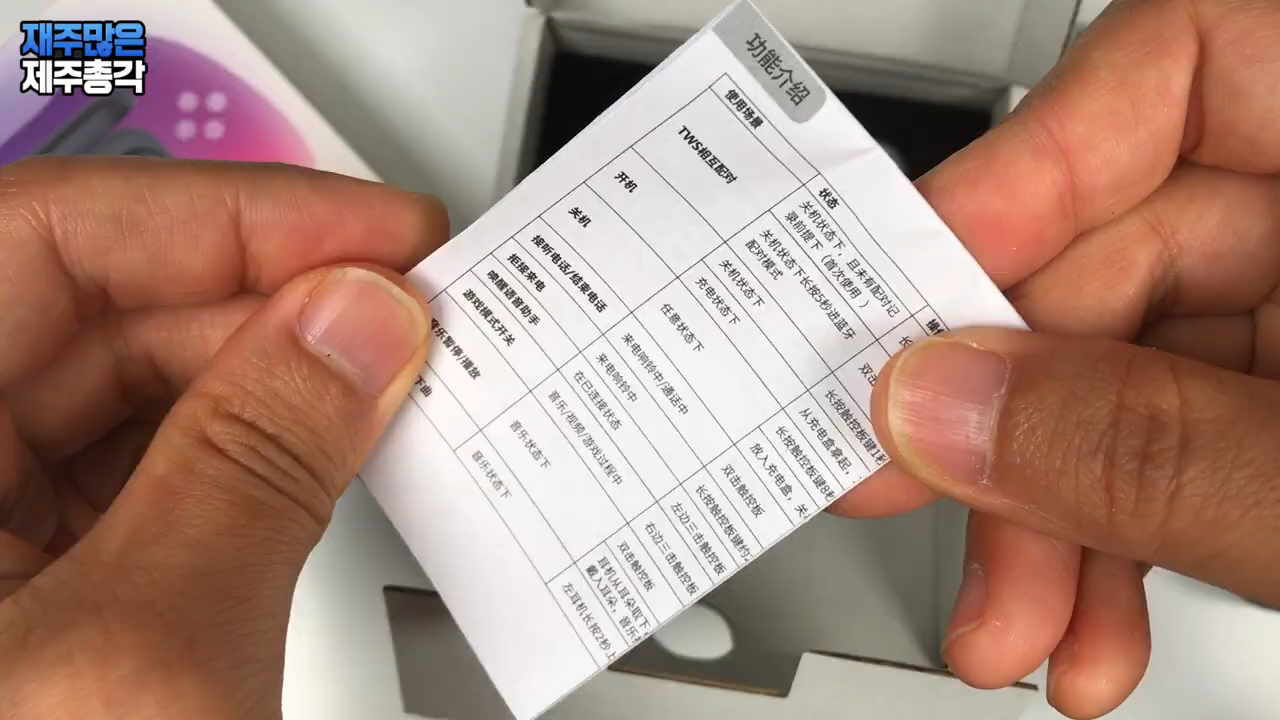 재주많은
제주총각
功能介绍
使用场景
状态
TWS相互配对
关机状态下，且未有配对记
录前提下（首次使用）
关机状态下长按5秒进蓝牙
配对模式
双击
开机
关机状态下
长按触控板键1秒
充电状态下
从充电盒拿起，
关机
任意状态下
长按触控板键8秒
放入充电盒，关
接听电话/结束电话
来电响铃中/通话中
双击触控板
拒接来电
来电响铃中
长按触控板键约
唤醒语音助手
在已连接状态
左边三击触控板
游戏模式开关
音乐/视频/游戏过程中
右边三击触控板
音乐暂停/播放
音乐状态下
双击触控板
耳机从耳朵取下
戴入耳朵，音乐
下曲
音乐状态下
左耳机长按2秒上